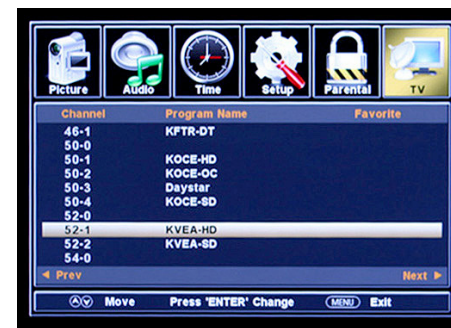 Picture Audio Time Setup Parental TV
Channel Program Name Favorite
46-1 KFTR-DT
50-0
50-1 KOCE-HD
50-2 KOCE-OC
50-3 Daystar
50-4 KOCE-SD
52-0
52-1 KVEA-HD
52-2 KVEA-SD
54-0
Prev Next
Move Press 'ENTER' Change MENU Exit